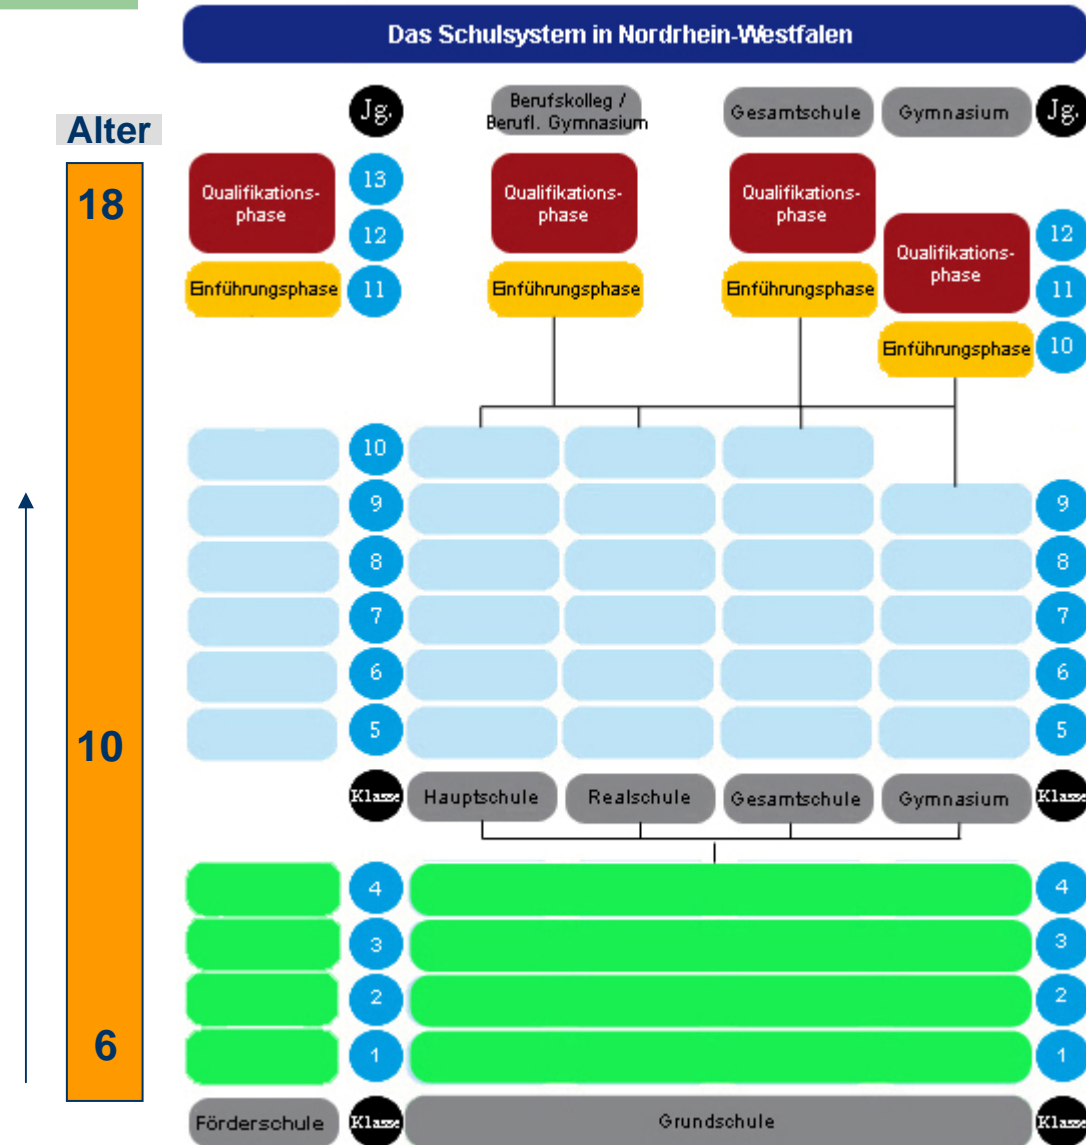 Das Schulsystem in Nordrhein-Westfalen
Alter
Jg.
Berufskolleg /
Berufl. Gymnasium
Gesamtschule
Gymnasium
Jg.
18
Qualifikations-
phase
13
12
Einführungsphase
11
Qualifikations-
phase
Einführungsphase
Qualifikations-
phase
Einführungsphase
Qualifikations-
phase
Einführungsphase
12
11
10
10
9
9
8
8
7
7
6
6
10
5
5
Klasse
Hauptschule
Realschule
Gesamtschule
Gymnasium
Klasse
4
4
3
3
2
2
6
1
1
Förderschule
Klasse
Grundschule
Klasse